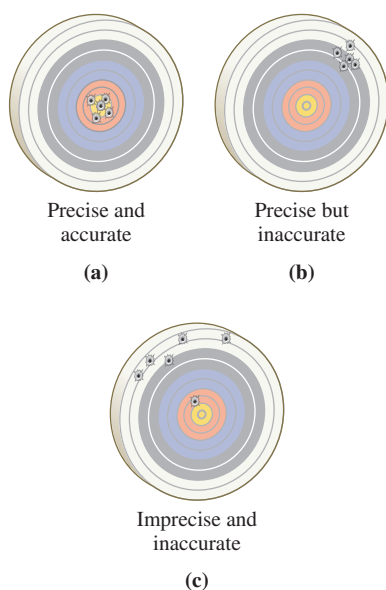 Precise and
accurate
(a)
Precise but
inaccurate
(b)
Imprecise and
inaccurate
(c)